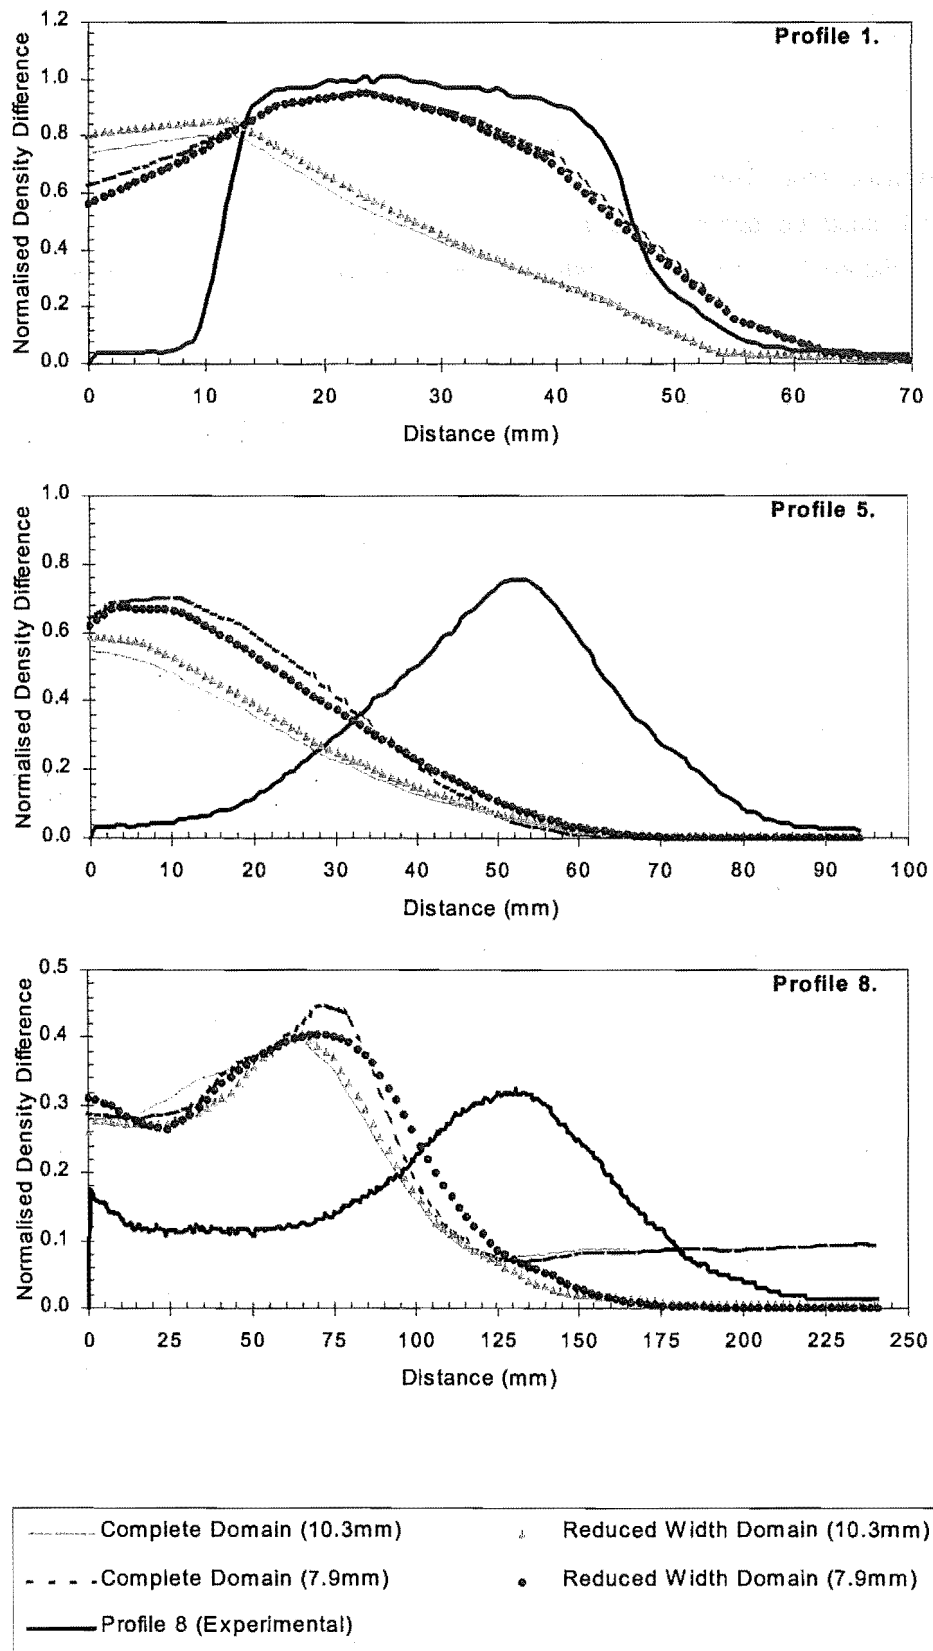 Profile 1.
Normalised Density Difference
1.2
1.0
0.8
0.6
0.4
0.2
0.0
0 10 20 30 40 50 60 70
Distance (mm)
Profile 5.
Normalised Density Difference
1.0
0.8
0.6
0.4
0.2
0.0
0 10 20 30 40 50 60 70 80 90 100
Distance (mm)
Profile 8.
Normalised Density Difference
0.5
0.4
0.3
0.2
0.1
0.0
0 25 50 75 100 125 150 175 200 225 250
Distance (mm)
Complete Domain (10.3mm)
Reduced Width Domain (10.3mm)
Complete Domain (7.9mm)
Reduced Width Domain (7.9mm)
Profile 8 (Experimental)